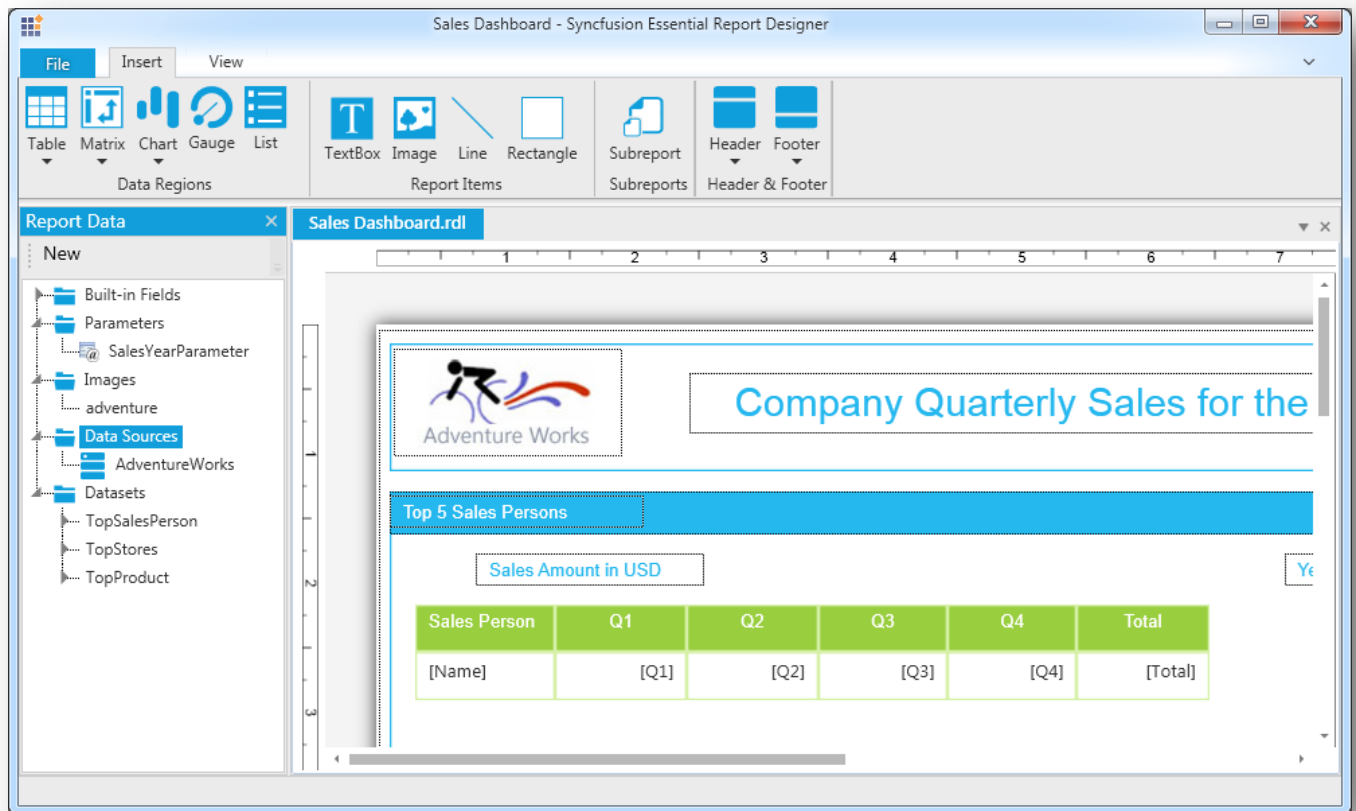 Sales Dashboard - Syncfusion Essential Report Designer
File Insert View
Table Matrix Chart Gauge List
TextBox Image Line Rectangle
Subreport
Header Footer
Data Regions
Report Items
Subreports
Header & Footer
Report Data
New
Built-in Fields
Parameters
SalesYearParameter
Images
adventure
Data Sources
AdventureWorks
Datasets
TopSalesPerson
TopStores
TopProduct
Sales Dashboard.rdl
1 2 3 4 5 6 7
1
2
3
Adventure Works
Company Quarterly Sales for the
Top 5 Sales Persons
Sales Amount in USD
Ye
Sales Person Q1 Q2 Q3 Q4 Total
[Name] [Q1] [Q2] [Q3] [Q4] [Total]